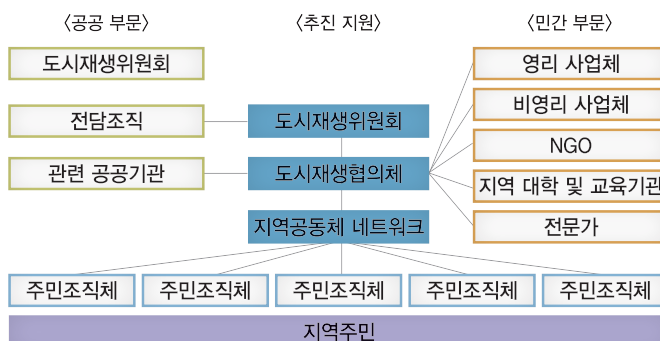 〈공공 부문〉
〈추진 지원〉
〈민간 부문〉
도시재생위원회
영리 사업체
전담조직
도시재생위원회
비영리 사업체
NGO
관련 공공기관
도시재생협의체
지역 대학 및 교육기관
지역공동체 네트워크
전문가
주민조직체
주민조직체
주민조직체
주민조직체
주민조직체
지역주민